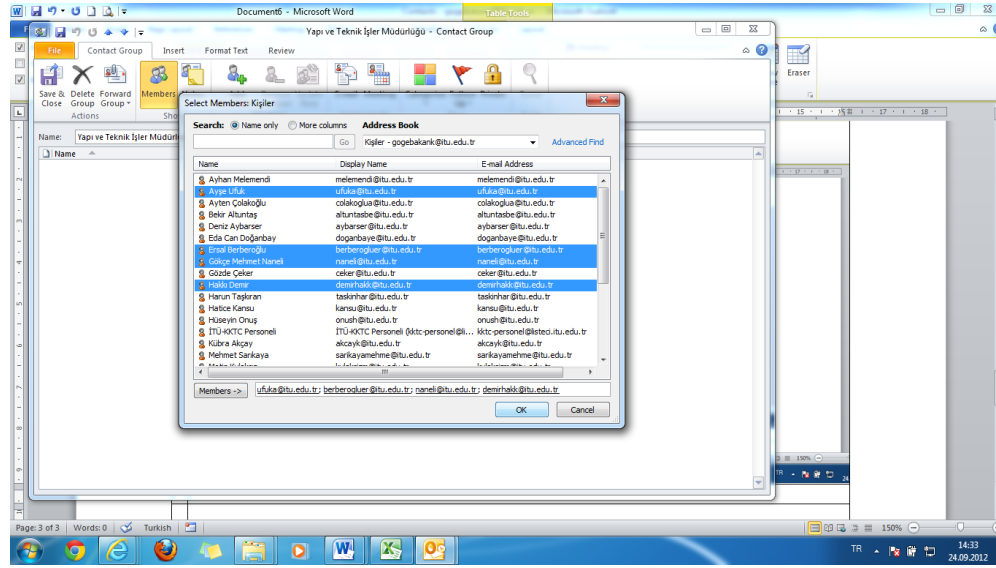 Document6 - Microsoft Word
Table Tools
Yapı ve Teknik İşler Müdürlüğü - Contact Group
File Contact Group Insert Format Text Review
Save & Close
Delete Group
Forward Group
Members
Eraser
Actions
Name: Yapı ve Teknik İşler Müdürl
Name
Select Members: Kişiler
Search: Name only More columns Address Book
Go Kişiler - gogebakank@itu.edu.tr Advanced Find
Name Display Name E-mail Address
Ayhan Melemendi melemendi@itu.edu.tr melemendi@itu.edu.tr
Ayşe Ufuk ufuka@itu.edu.tr ufuka@itu.edu.tr
Ayten Çolakoğlu colakoglua@itu.edu.tr colakoglua@itu.edu.tr
Bekir Altuntaş altuntasbe@itu.edu.tr altuntasbe@itu.edu.tr
Deniz Aybarser aybarser@itu.edu.tr aybarser@itu.edu.tr
Eda Can Doğanbay doganbaye@itu.edu.tr doganbaye@itu.edu.tr
Ersal Berberoğlu berberogluer@itu.edu.tr berberogluer@itu.edu.tr
Gökçe Mehmet Naneli naneli@itu.edu.tr naneli@itu.edu.tr
Gözde Çeker ceker@itu.edu.tr ceker@itu.edu.tr
Hakkı Demir demirhakk@itu.edu.tr demirhakk@itu.edu.tr
Harun Taşkıran taskinhar@itu.edu.tr taskinhar@itu.edu.tr
Hatice Kansu kansu@itu.edu.tr kansu@itu.edu.tr
Hüseyin Onuş onush@itu.edu.tr onush@itu.edu.tr
İTÜ-KKTC Personeli İTÜ-KKTC Personeli (kktc-personel@li... kktc-personel@listeci.itu.edu.tr
Kübra Akçay akcayk@itu.edu.tr akcayk@itu.edu.tr
Mehmet Sarıkaya sarikayamehme@itu.edu.tr sarikayamehme@itu.edu.tr
Members -> ufuka@itu.edu.tr; berberogluer@itu.edu.tr; naneli@itu.edu.tr; demirhakk@itu.edu.tr
OK Cancel
15 16 17 18
150%
TR 24
Page: 3 of 3 Words: 0 Turkish 150%
TR 14:33
24.09.2012